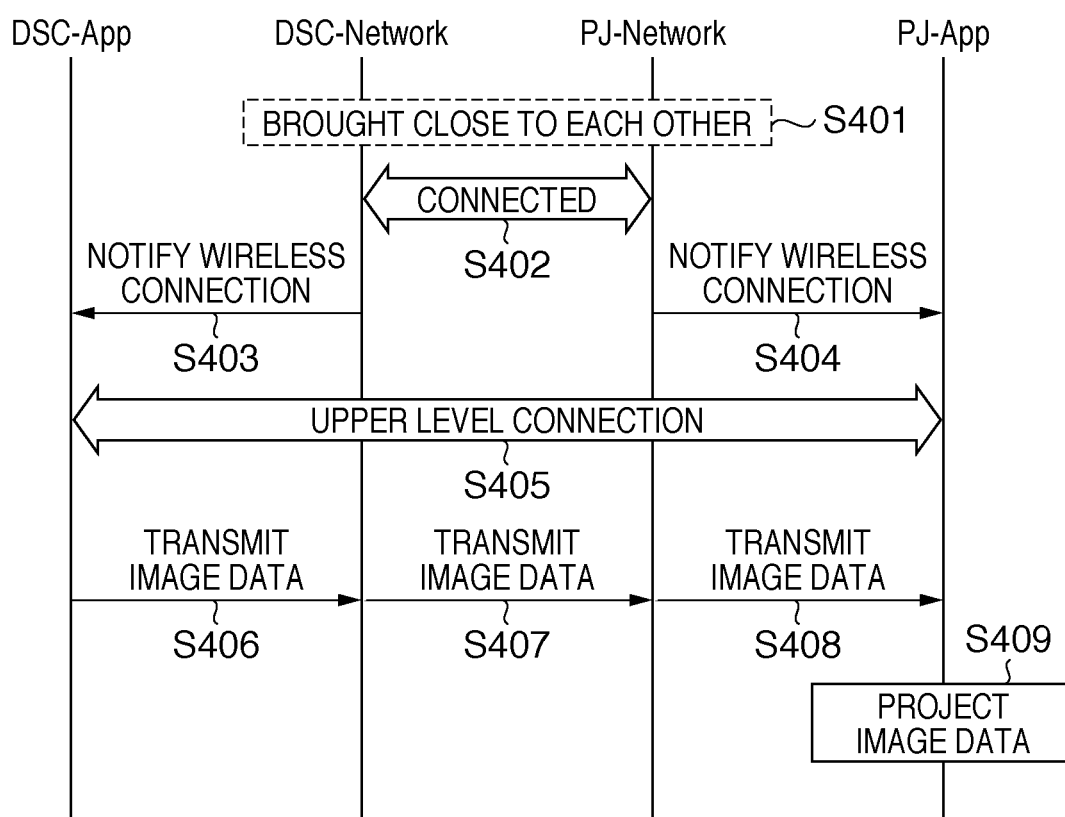 DSC-App
DSC-Network
PJ-Network
PJ-App
BROUGHT CLOSE TO EACH OTHER
S401
CONNECTED
S402
NOTIFY WIRELESS
CONNECTION
S403
NOTIFY WIRELESS
CONNECTION
S404
UPPER LEVEL CONNECTION
S405
TRANSMIT
IMAGE DATA
S406
TRANSMIT
IMAGE DATA
S407
TRANSMIT
IMAGE DATA
S408
S409
PROJECT
IMAGE DATA